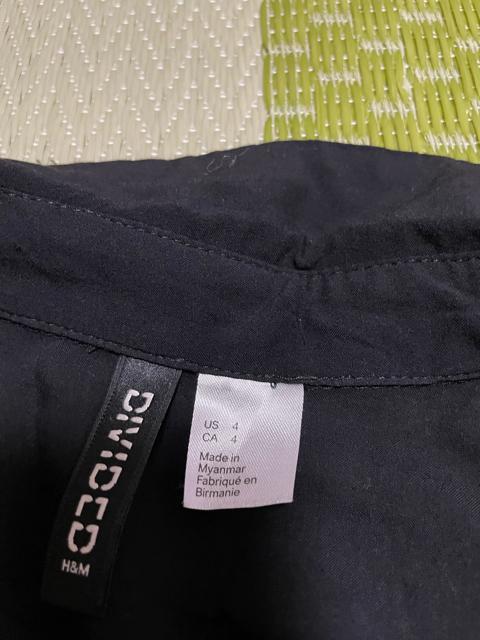 DIVIDED
H&M
US 4
CA 4
Made in
Myanmar
Fabriqué en
Birmanie